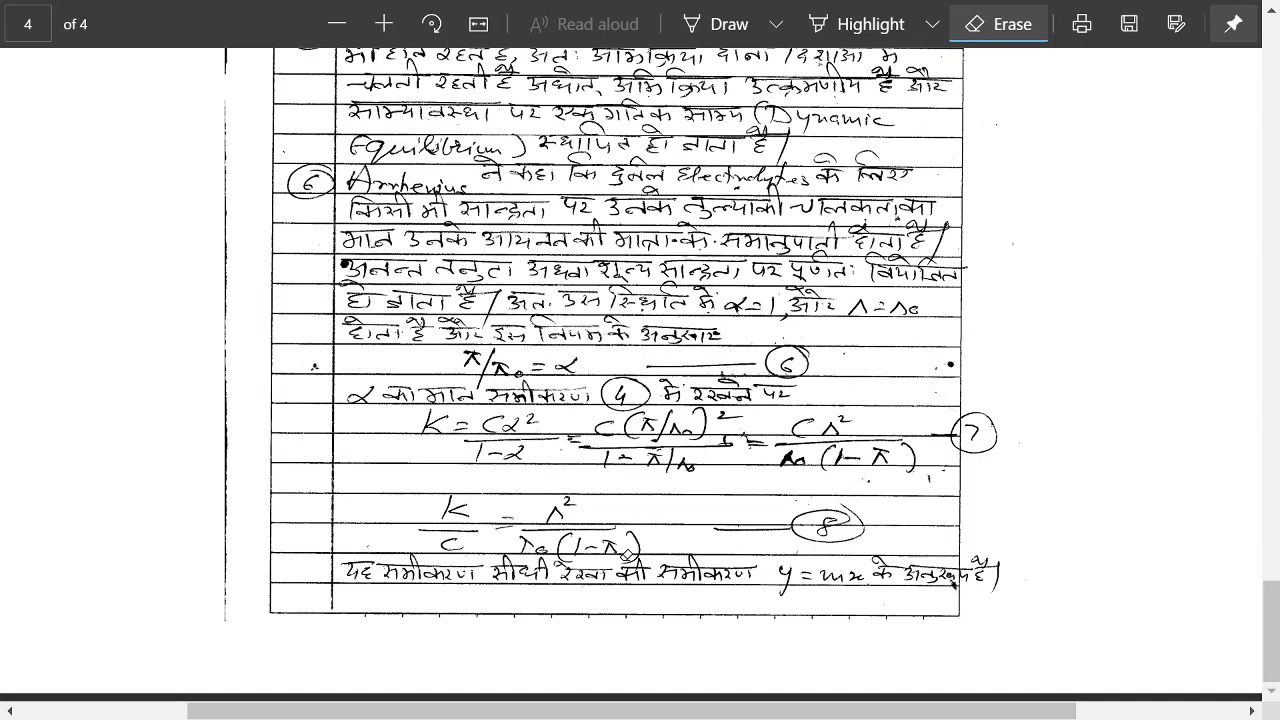 4 of 4 Read aloud Draw Highlight Erase
भी होते रहते है, अतः अभिक्रिया दोनो दिशाओं में
चलती रहती है अर्थात् अभिक्रिया उत्क्रमणीय है और
साम्यावस्था पर एक गतिक साम्य (Dynamic
Equilibrium) स्थापित हो जाता है/
6 Arrhenius ने कहा कि दुर्बल Electrolytes के लिए
किसी भी सान्द्रता पर उनके तुल्यांकी चालकता का
मान उनके आयनन की मात्रा के समानुपाती होता है/
अनन्त तनुता अथवा शून्य सान्द्रता पर पूर्णतः वियोजित
हो जाता है/ अतः उस स्थिति में α=1, और Λ=Λ₀
होता है और इस नियम के अनुसार
π/π₀ = α —— 6
α का मान समीकरण 4 में रखने पर
K = Cα²/1-α = C(π/Λ₀)²/1-π/Λ₀ = CΛ²/Λ₀(1-π) — 7
K/C = Λ²/λ₀(1-π₀) —— 8
यह समीकरण सीधी रेखा की समीकरण y = mx के अनुरूप है/